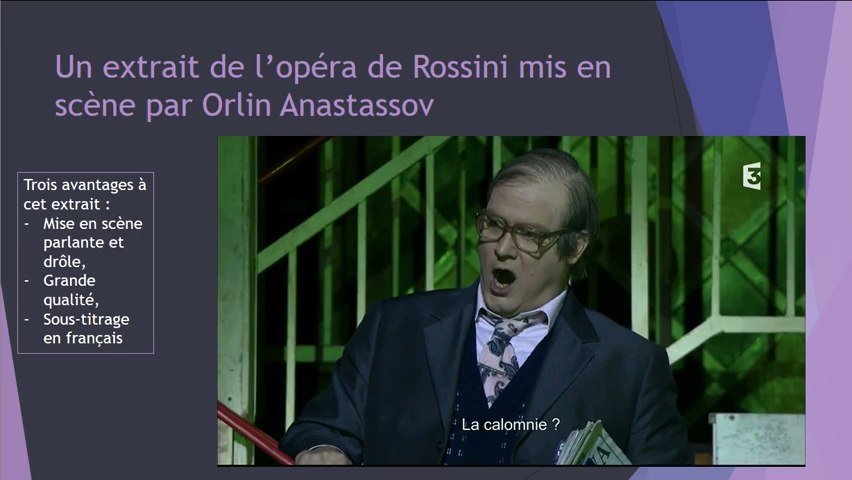 Un extrait de l’opéra de Rossini mis en
scène par Orlin Anastassov
Trois avantages à
cet extrait :
- Mise en scène
parlante et
drôle,
- Grande
qualité,
- Sous-titrage
en français
3
La calomnie ?
A